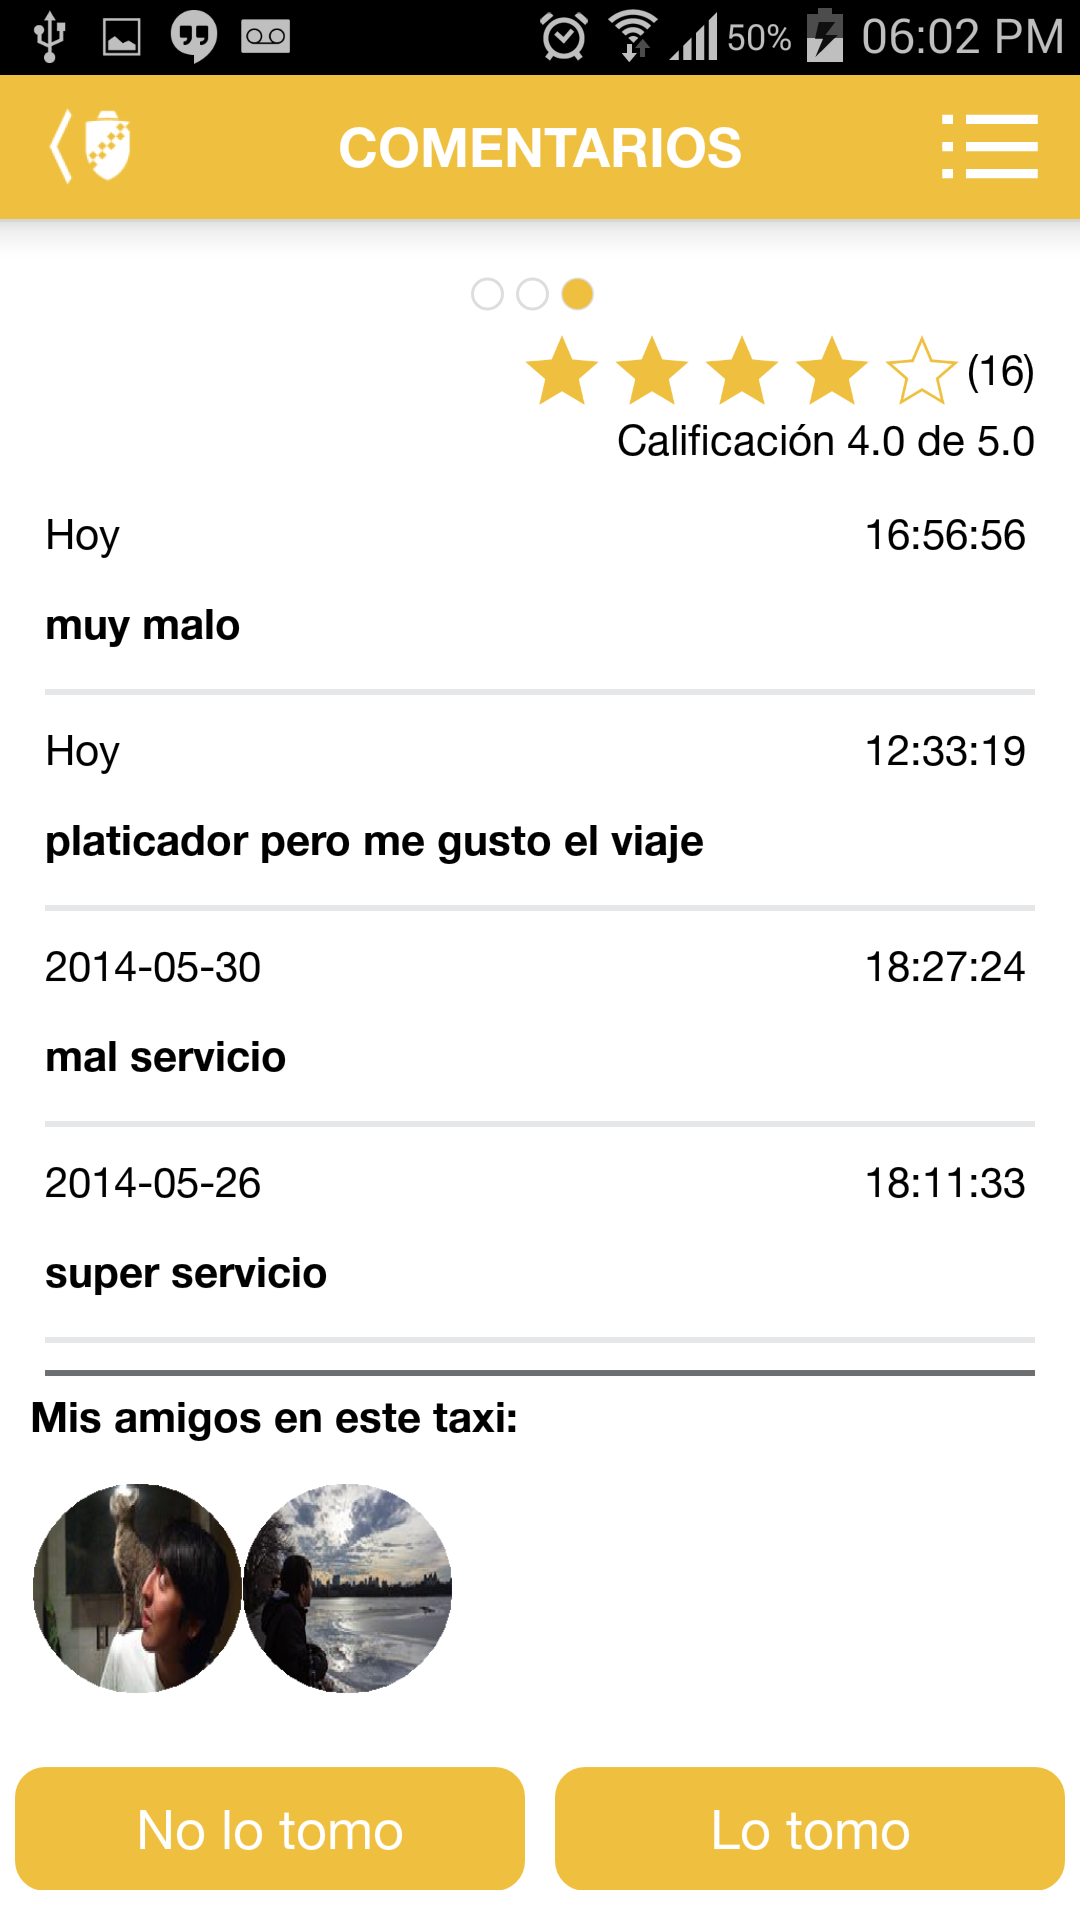 50% 06:02 PM
COMENTARIOS
(16)
Calificación 4.0 de 5.0
Hoy 16:56:56
muy malo
Hoy 12:33:19
platicador pero me gusto el viaje
2014-05-30 18:27:24
mal servicio
2014-05-26 18:11:33
super servicio
Mis amigos en este taxi:
No lo tomo Lo tomo